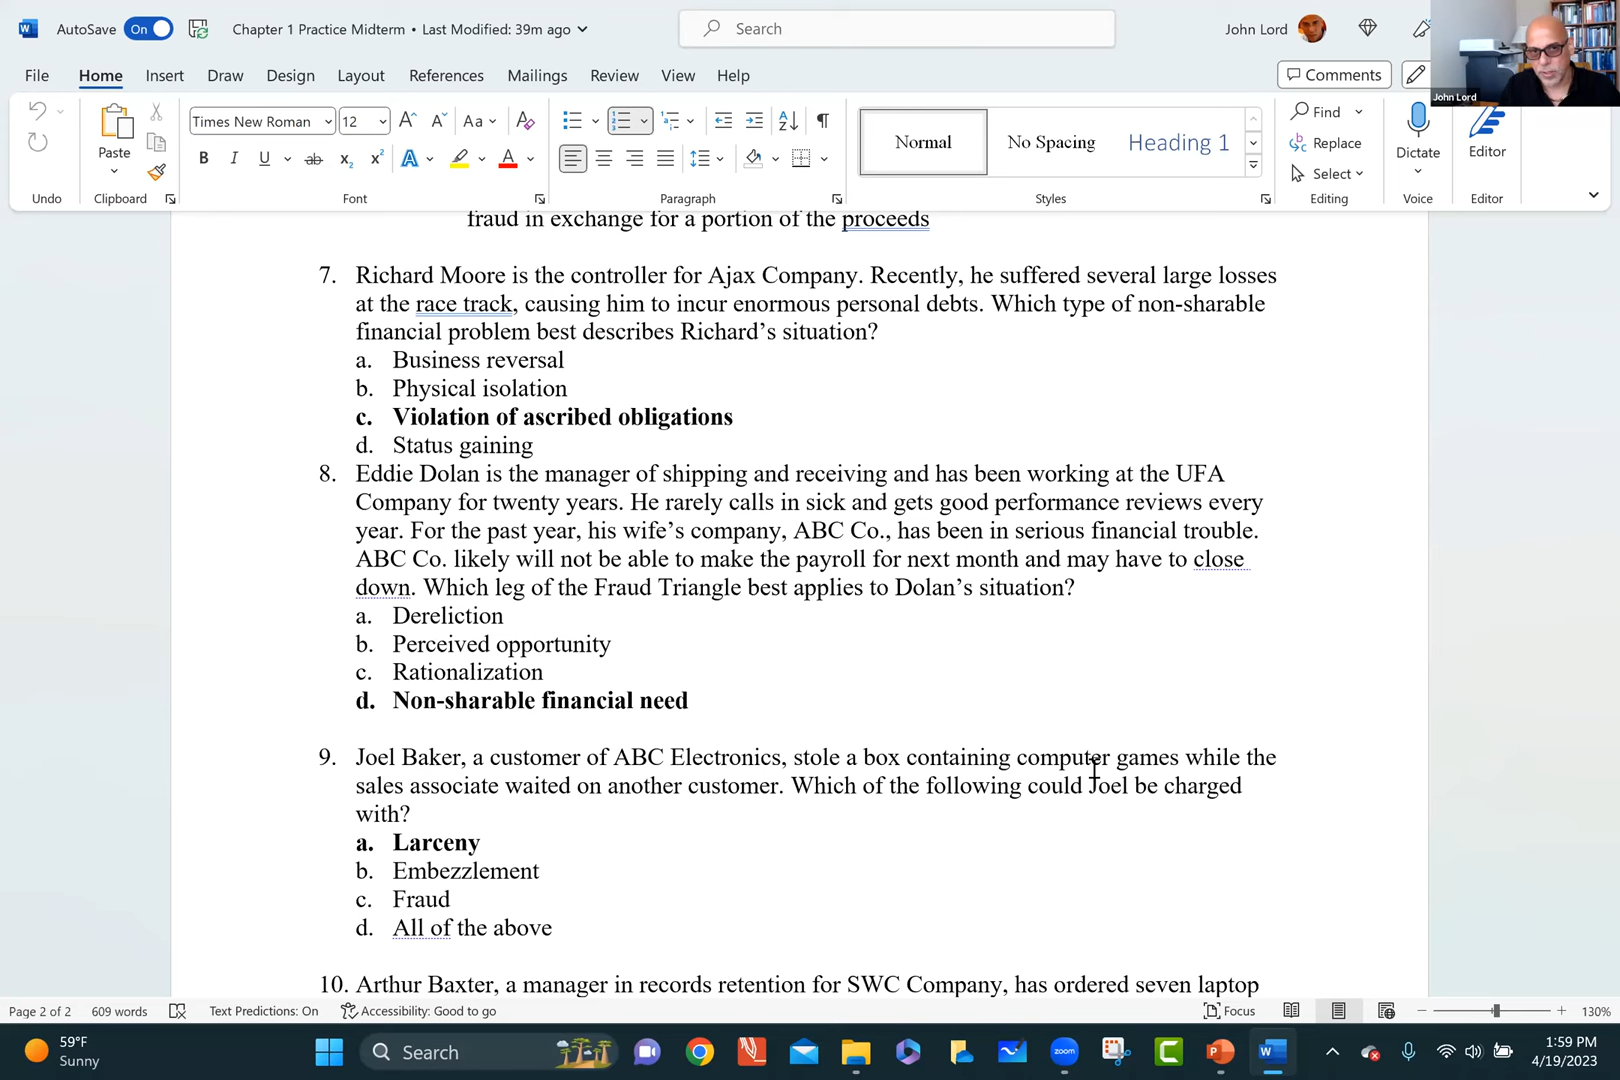 AutoSave On Chapter 1 Practice Midterm • Last Modified: 39m ago Search John Lord
File Home Insert Draw Design Layout References Mailings Review View Help Comments
John Lord
Times New Roman 12 Aa
Paste
Normal No Spacing Heading 1
Find
Replace
Select
Dictate
Editor
Undo Clipboard Font Paragraph Styles Editing Voice Editor
fraud in exchange for a portion of the proceeds
7. Richard Moore is the controller for Ajax Company. Recently, he suffered several large losses
at the race track, causing him to incur enormous personal debts. Which type of non-sharable
financial problem best describes Richard’s situation?
a. Business reversal
b. Physical isolation
c. Violation of ascribed obligations
d. Status gaining
8. Eddie Dolan is the manager of shipping and receiving and has been working at the UFA
Company for twenty years. He rarely calls in sick and gets good performance reviews every
year. For the past year, his wife’s company, ABC Co., has been in serious financial trouble.
ABC Co. likely will not be able to make the payroll for next month and may have to close
down. Which leg of the Fraud Triangle best applies to Dolan’s situation?
a. Dereliction
b. Perceived opportunity
c. Rationalization
d. Non-sharable financial need
9. Joel Baker, a customer of ABC Electronics, stole a box containing computer games while the
sales associate waited on another customer. Which of the following could Joel be charged
with?
a. Larceny
b. Embezzlement
c. Fraud
d. All of the above
10. Arthur Baxter, a manager in records retention for SWC Company, has ordered seven laptop
Page 2 of 2 609 words Text Predictions: On Accessibility: Good to go Focus 130%
59°F
Sunny
Search
zoom
1:59 PM
4/19/2023